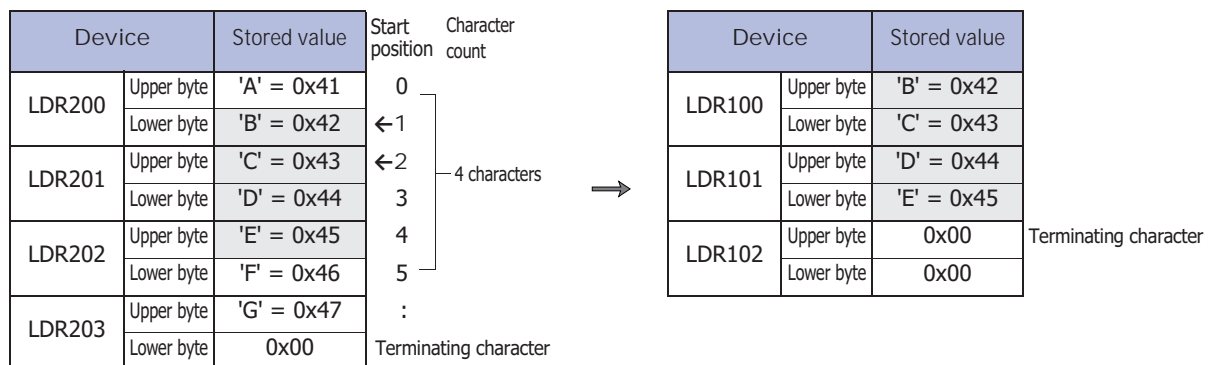 Device Stored value Start position Character count
LDR200 Upper byte 'A' = 0x41 0
Lower byte 'B' = 0x42 ←1
LDR201 Upper byte 'C' = 0x43 ←2
4 characters
Lower byte 'D' = 0x44 3
LDR202 Upper byte 'E' = 0x45 4
Lower byte 'F' = 0x46 5
LDR203 Upper byte 'G' = 0x47 :
Lower byte 0x00 Terminating character
Device Stored value
LDR100 Upper byte 'B' = 0x42
Lower byte 'C' = 0x43
LDR101 Upper byte 'D' = 0x44
Lower byte 'E' = 0x45
LDR102 Upper byte 0x00 Terminating character
Lower byte 0x00